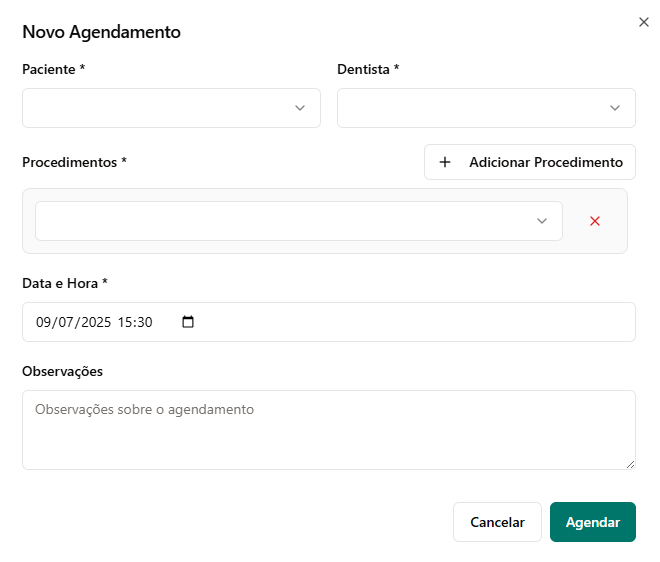 Novo Agendamento
Paciente *
Dentista *
Procedimentos *
Adicionar Procedimento
Data e Hora *
09/07/2025 15:30
Observações
Observações sobre o agendamento
Cancelar
Agendar